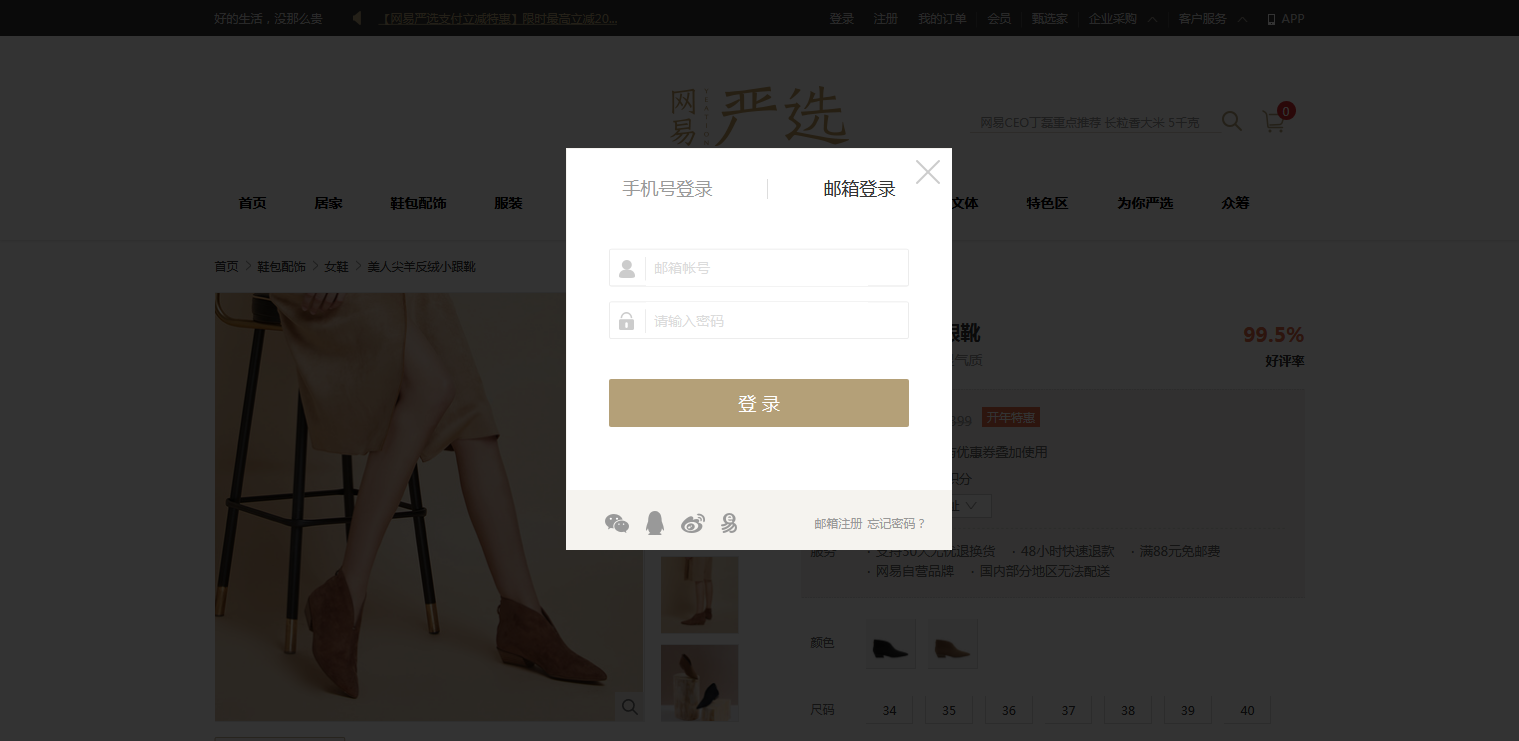 好的生活，没那么贵
【网易严选支付立减特惠】限时最高立减20...
登录 注册 我的订单 会员 甄选家 企业采购 客户服务 APP
网易 严选
网易CEO丁磊重点推荐 长粒香大米 5千克
0
首页 居家 鞋包配饰 服装 文体 特色区 为你严选 众筹
手机号登录 邮箱登录
邮箱帐号
请输入密码
登 录
邮箱注册 忘记密码？
首页 > 鞋包配饰 > 女鞋 > 美人尖羊反绒小跟靴
跟靴
99.5%
气质
好评率
399 开年特惠
优惠券叠加使用
积分
址
服务 · 支持30天无忧退换货 · 48小时快速退款 · 满88元免邮费
· 网易自营品牌 · 国内部分地区无法配送
颜色
尺码 34 35 36 37 38 39 40